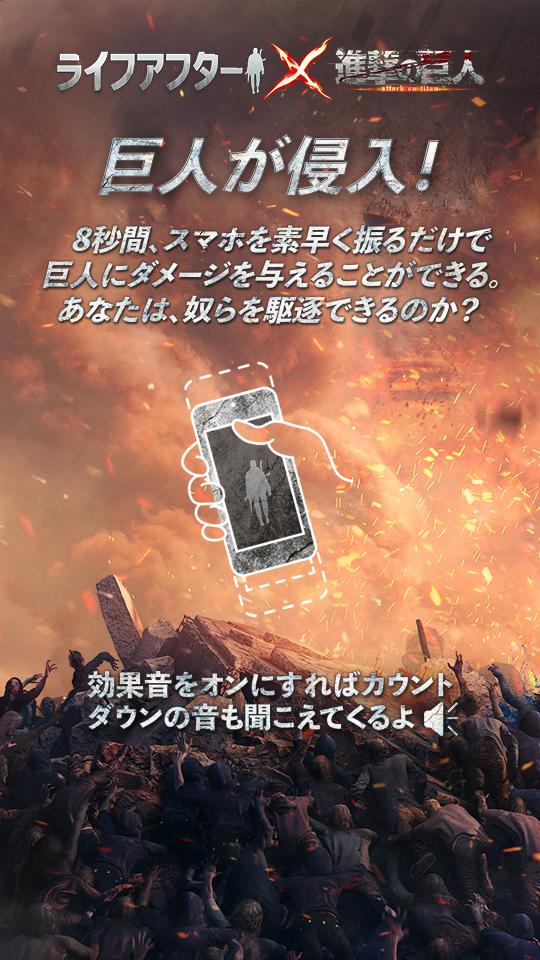 ライフアフター × 進撃の巨人
attack on titan
巨人が侵入！
8秒間、スマホを素早く振るだけで
巨人にダメージを与えることができる。
あなたは、奴らを駆逐できるのか？
効果音をオンにすればカウント
ダウンの音も聞こえてくるよ